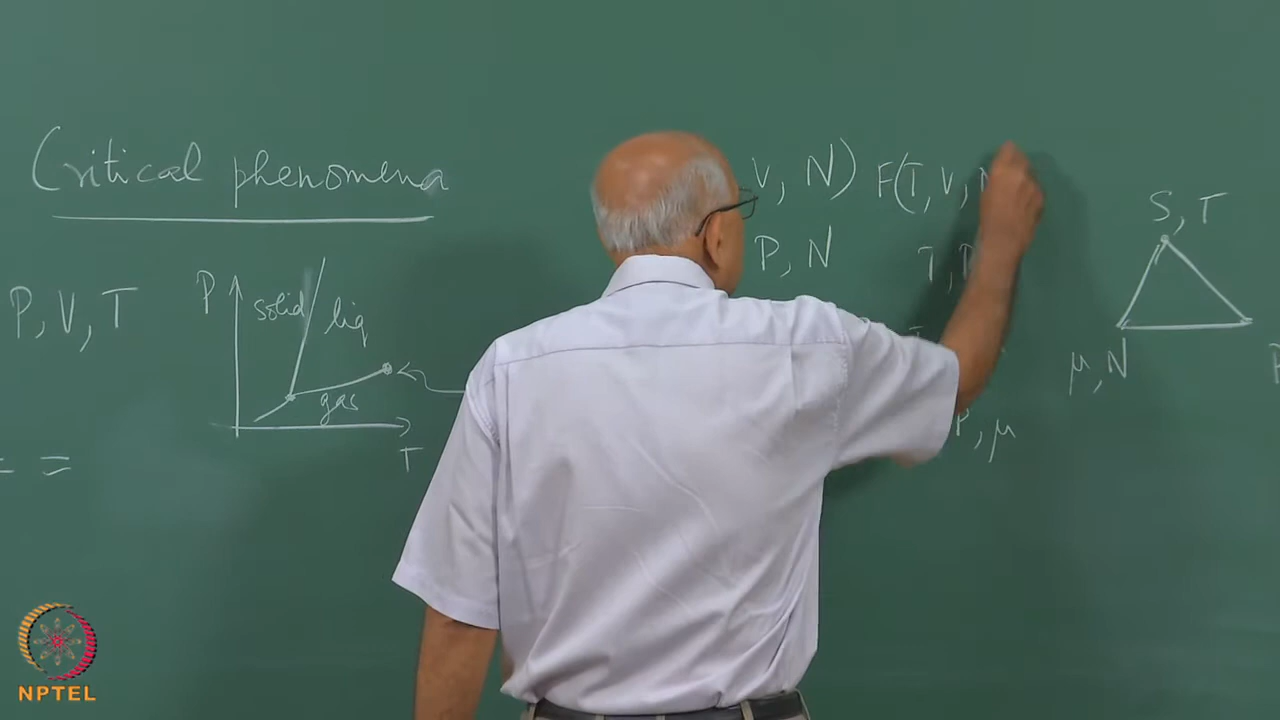 Critical phenomena
P, V, T
P
solid
liq
gas
T
V, N) F(T, V, N
P, N
T, P
P, μ
S, T
μ, N
P
NPTEL